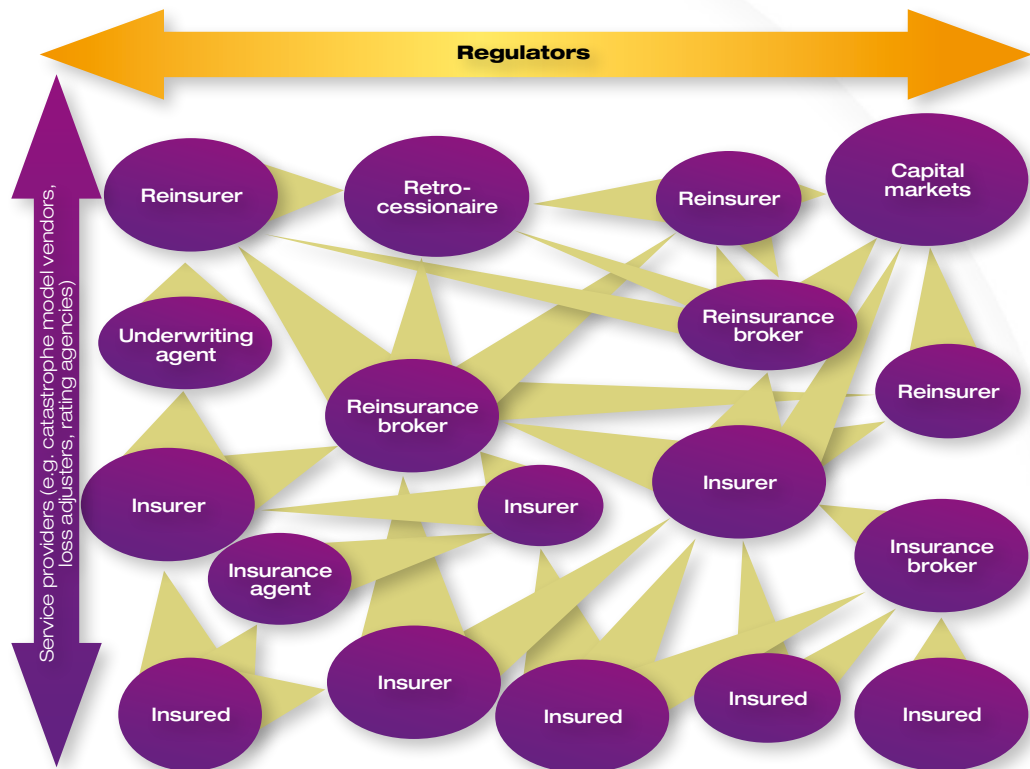 Regulators
Service providers (e.g. catastrophe model vendors,
loss adjusters, rating agencies)
Reinsurer
Retro-
cessionaire
Reinsurer
Capital
markets
Underwriting
agent
Reinsurance
broker
Reinsurance
broker
Reinsurer
Insurer
Insurer
Insurer
Insurance
agent
Insurance
broker
Insured
Insurer
Insured
Insured
Insured